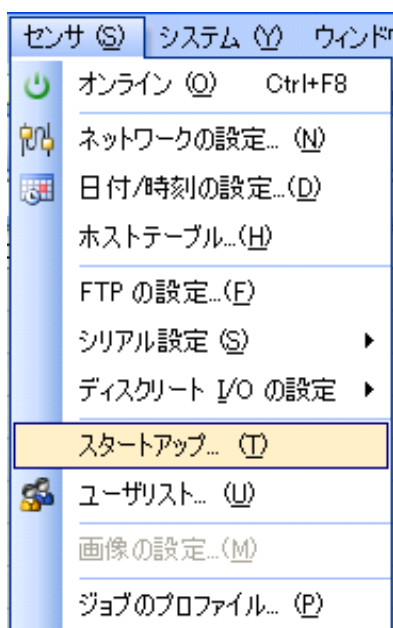 センサ (S) システム (Y) ウィンド
オンライン (O) Ctrl+F8
ネットワークの設定... (N)
日付/時刻の設定...(D)
ホストテーブル...(H)
FTP の設定...(F)
シリアル設定 (S)
ディスクリート I/O の設定
スタートアップ... (T)
ユーザリスト... (U)
画像の設定...(M)
ジョブのプロファイル... (P)